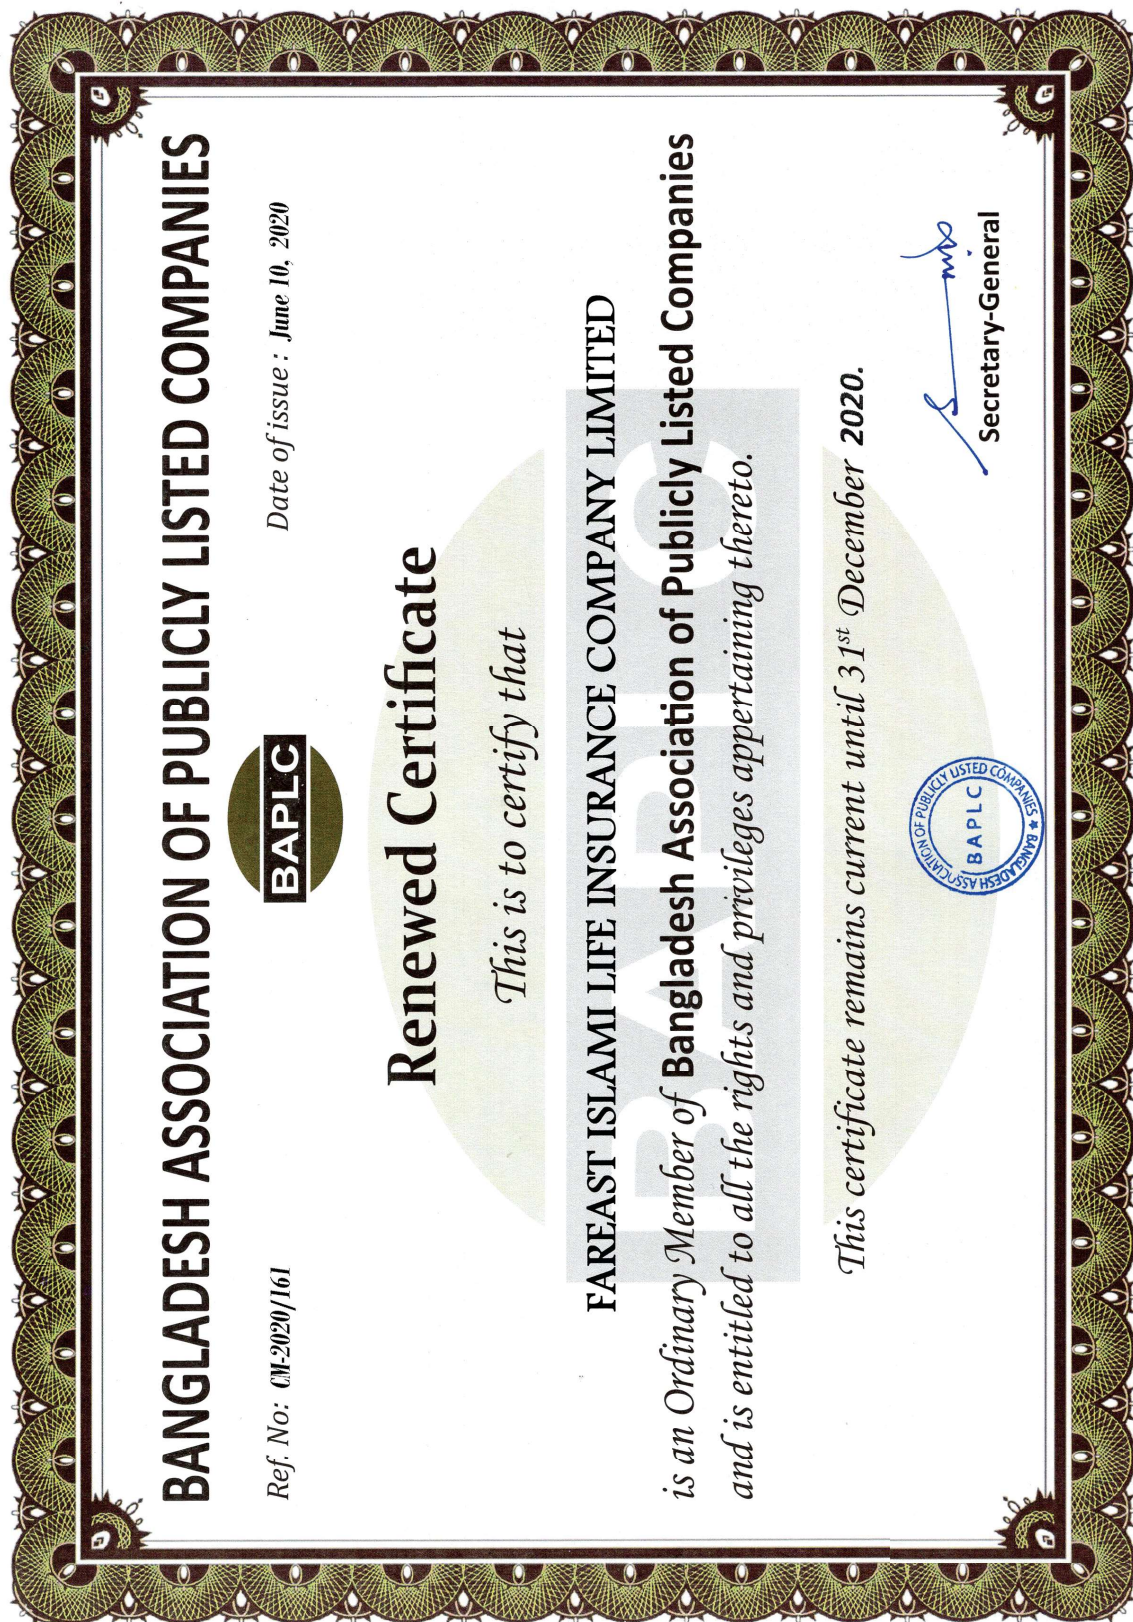 BANGLADESH ASSOCIATION OF PUBLICLY LISTED COMPANIES
Ref. No: CM-2020/161
BAPLC
Date of issue : June 10, 2020
Renewed Certificate
This is to certify that
FAREAST ISLAMI LIFE INSURANCE COMPANY LIMITED
is an Ordinary Member of Bangladesh Association of Publicly Listed Companies
and is entitled to all the rights and privileges appertaining thereto.
BAPLC
This certificate remains current until 31st December 2020.
BANGLADESH ASSOCIATION OF PUBLICLY LISTED COMPANIES ★
BAPLC
Secretary-General